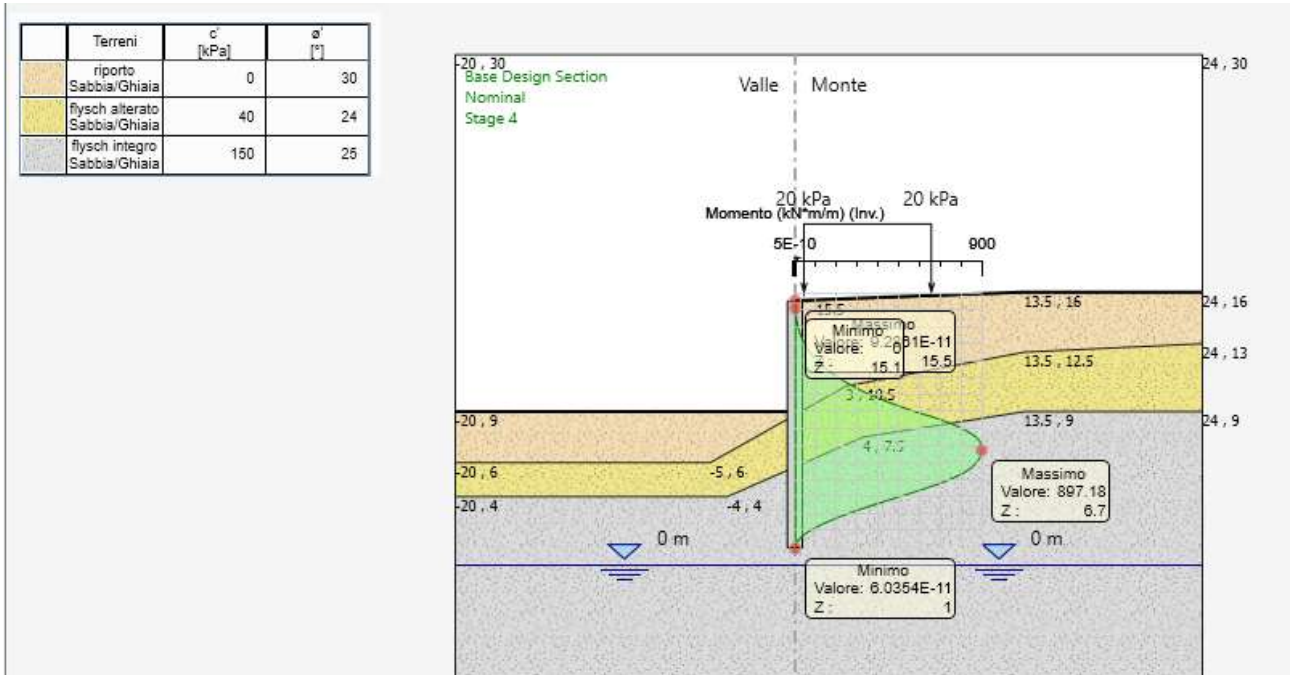 Terreni
c'
[kPa]
ø'
[°]
riporto
Sabbia/Ghiaia
0
30
flysch alterato
Sabbia/Ghiaia
40
24
flysch integro
Sabbia/Ghiaia
150
25
-20 , 30
24 , 30
Base Design Section
Nominal
Stage 4
Valle
Monte
20 kPa
20 kPa
Momento (kN*m/m) (Inv.)
5E-10
900
15.5
13.5 , 16
24 , 16
Massimo
Valore: 9.2861E-11
Z : 15.5
Minimo
Valore: 0
Z : 15.1
24 , 13
13.5 , 12.5
3 , 10.5
-20 , 9
13.5 , 9
24 , 9
4 , 7.5
-20 , 6
-5 , 6
Massimo
Valore: 897.18
Z : 6.7
-20 , 4
-4 , 4
0 m
0 m
Minimo
Valore: 6.0354E-11
Z : 1